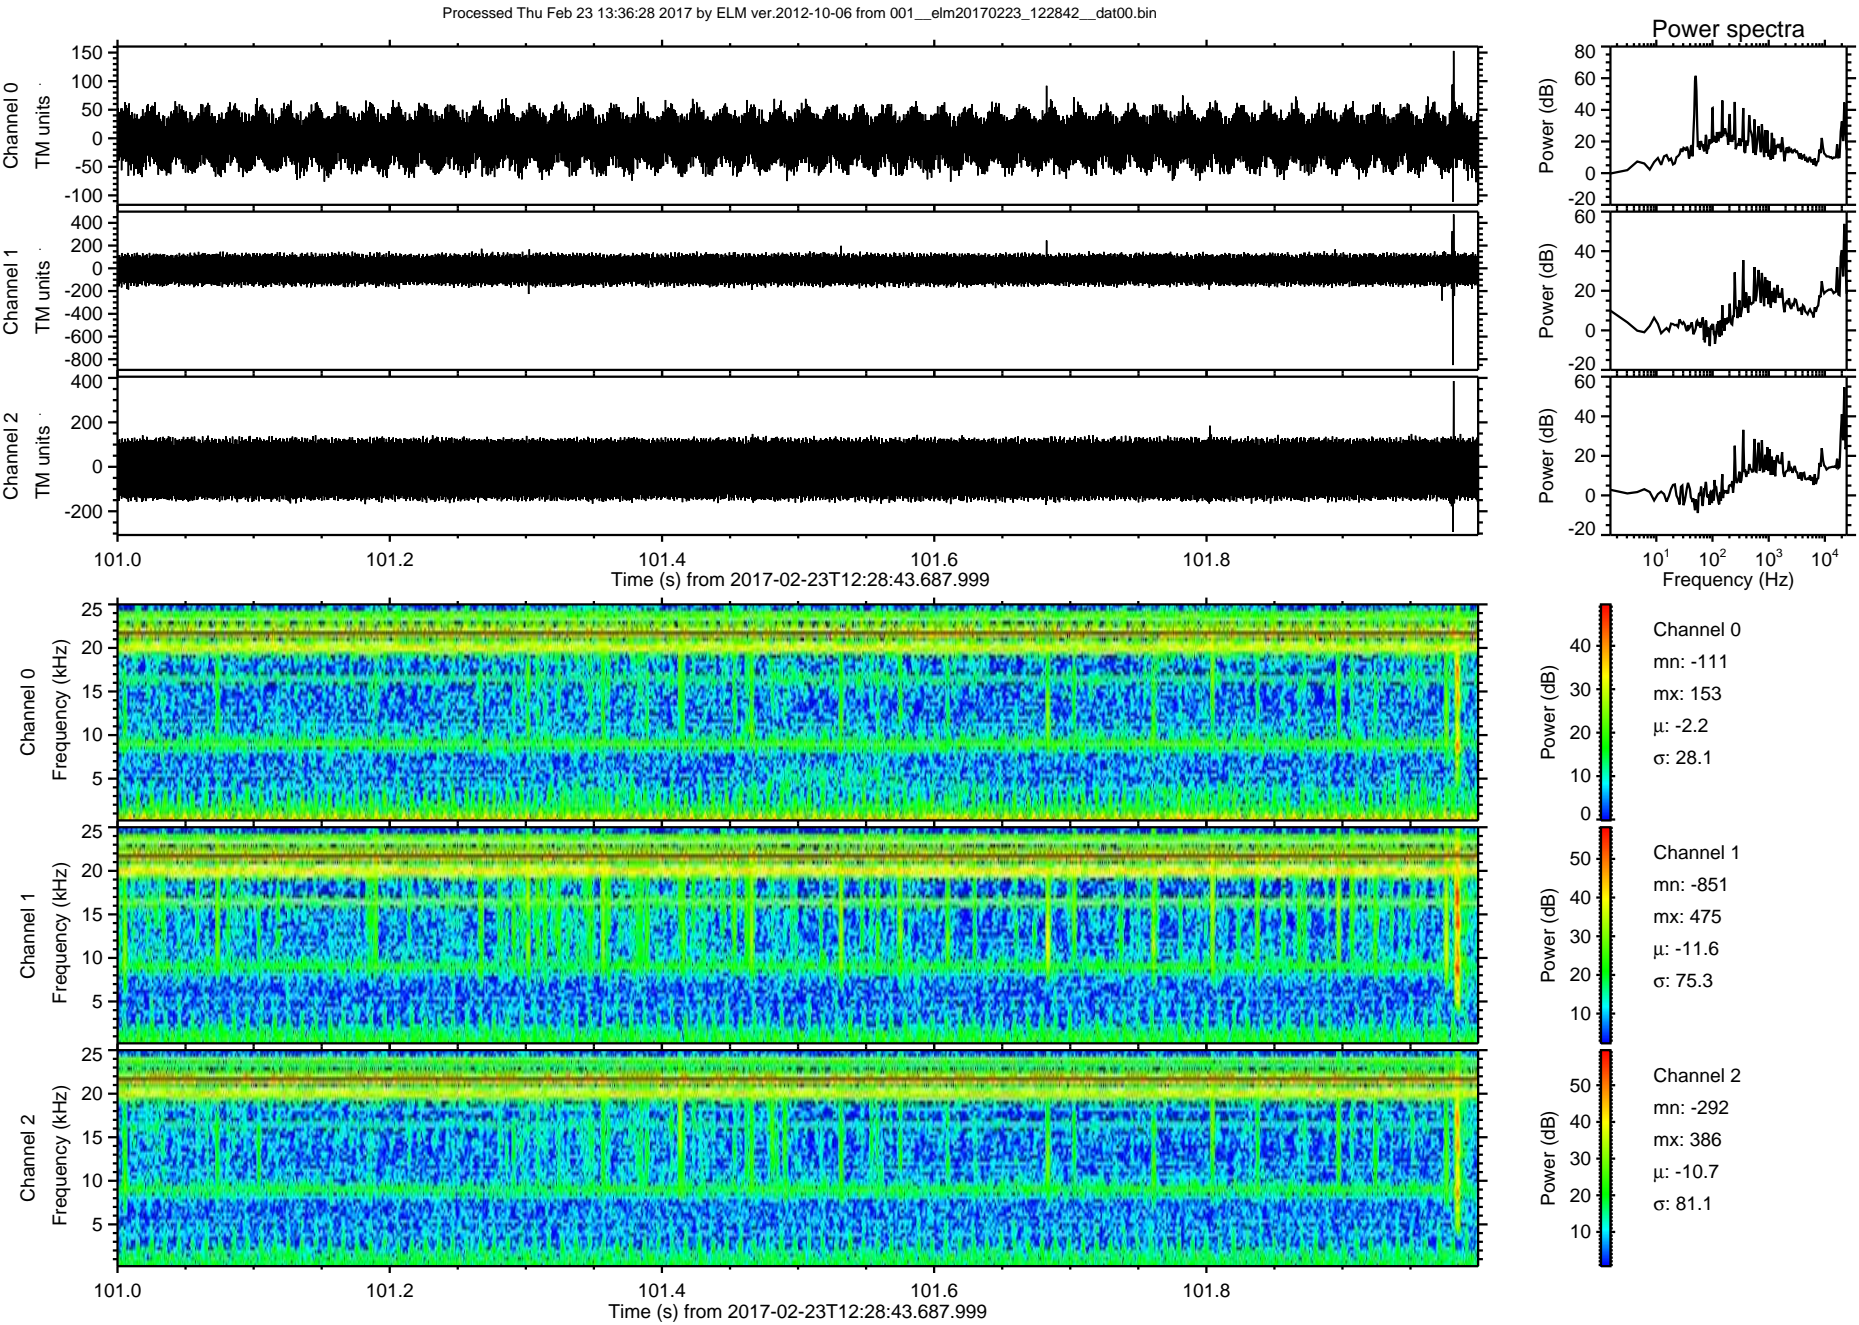 Processed Thu Feb 23 13:36:28 2017 by ELM ver.2012-10-06 from 001__elm20170223_122842__dat00.bin
Power spectra
Channel 0
TM units
150
100
50
0
-50
-100
Power (dB)
80
60
40
20
0
-20
Channel 1
TM units
400
200
0
-200
-400
-600
-800
Power (dB)
60
40
20
0
-20
Channel 2
TM units
400
200
0
-200
Power (dB)
60
40
20
0
-20
101.0 101.2 101.4 101.6 101.8
Time (s) from 2017-02-23T12:28:43.687.999
10^1 10^2 10^3 10^4
Frequency (Hz)
Channel 0
Frequency (kHz)
25
20
15
10
5
Power (dB)
40
30
20
10
0
Channel 0
mn: -111
mx: 153
μ: -2.2
σ: 28.1
Channel 1
Frequency (kHz)
25
20
15
10
5
Power (dB)
50
40
30
20
10
Channel 1
mn: -851
mx: 475
μ: -11.6
σ: 75.3
Channel 2
Frequency (kHz)
25
20
15
10
5
Power (dB)
50
40
30
20
10
Channel 2
mn: -292
mx: 386
μ: -10.7
σ: 81.1
101.0 101.2 101.4 101.6 101.8
Time (s) from 2017-02-23T12:28:43.687.999